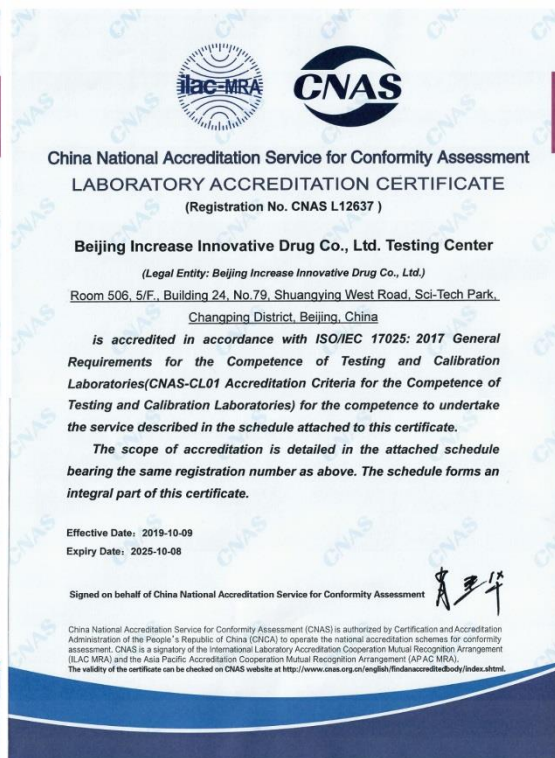 ilac-MRA
CNAS
China National Accreditation Service for Conformity Assessment
LABORATORY ACCREDITATION CERTIFICATE
(Registration No. CNAS L12637 )
Beijing Increase Innovative Drug Co., Ltd. Testing Center
(Legal Entity: Beijing Increase Innovative Drug Co., Ltd.)
Room 506, 5/F., Building 24, No.79, Shuangying West Road, Sci-Tech Park,
Changping District, Beijing, China
is accredited in accordance with ISO/IEC 17025: 2017 General
Requirements for the Competence of Testing and Calibration
Laboratories(CNAS-CL01 Accreditation Criteria for the Competence of
Testing and Calibration Laboratories) for the competence to undertake
the service described in the schedule attached to this certificate.
The scope of accreditation is detailed in the attached schedule
bearing the same registration number as above. The schedule forms an
integral part of this certificate.
Effective Date：2019-10-09
Expiry Date：2025-10-08
Signed on behalf of China National Accreditation Service for Conformity Assessment
China National Accreditation Service for Conformity Assessment (CNAS) is authorized by Certification and Accreditation
Administration of the People's Republic of China (CNCA) to operate the national accreditation schemes for conformity
assessment. CNAS is a signatory of the International Laboratory Accreditation Cooperation Mutual Recognition Arrangement
(ILAC MRA) and the Asia Pacific Accreditation Cooperation Mutual Recognition Arrangement (APAC MRA).
The validity of the certificate can be checked on CNAS website at http://www.cnas.org.cn/english/findanaccreditedbody/index.shtml.